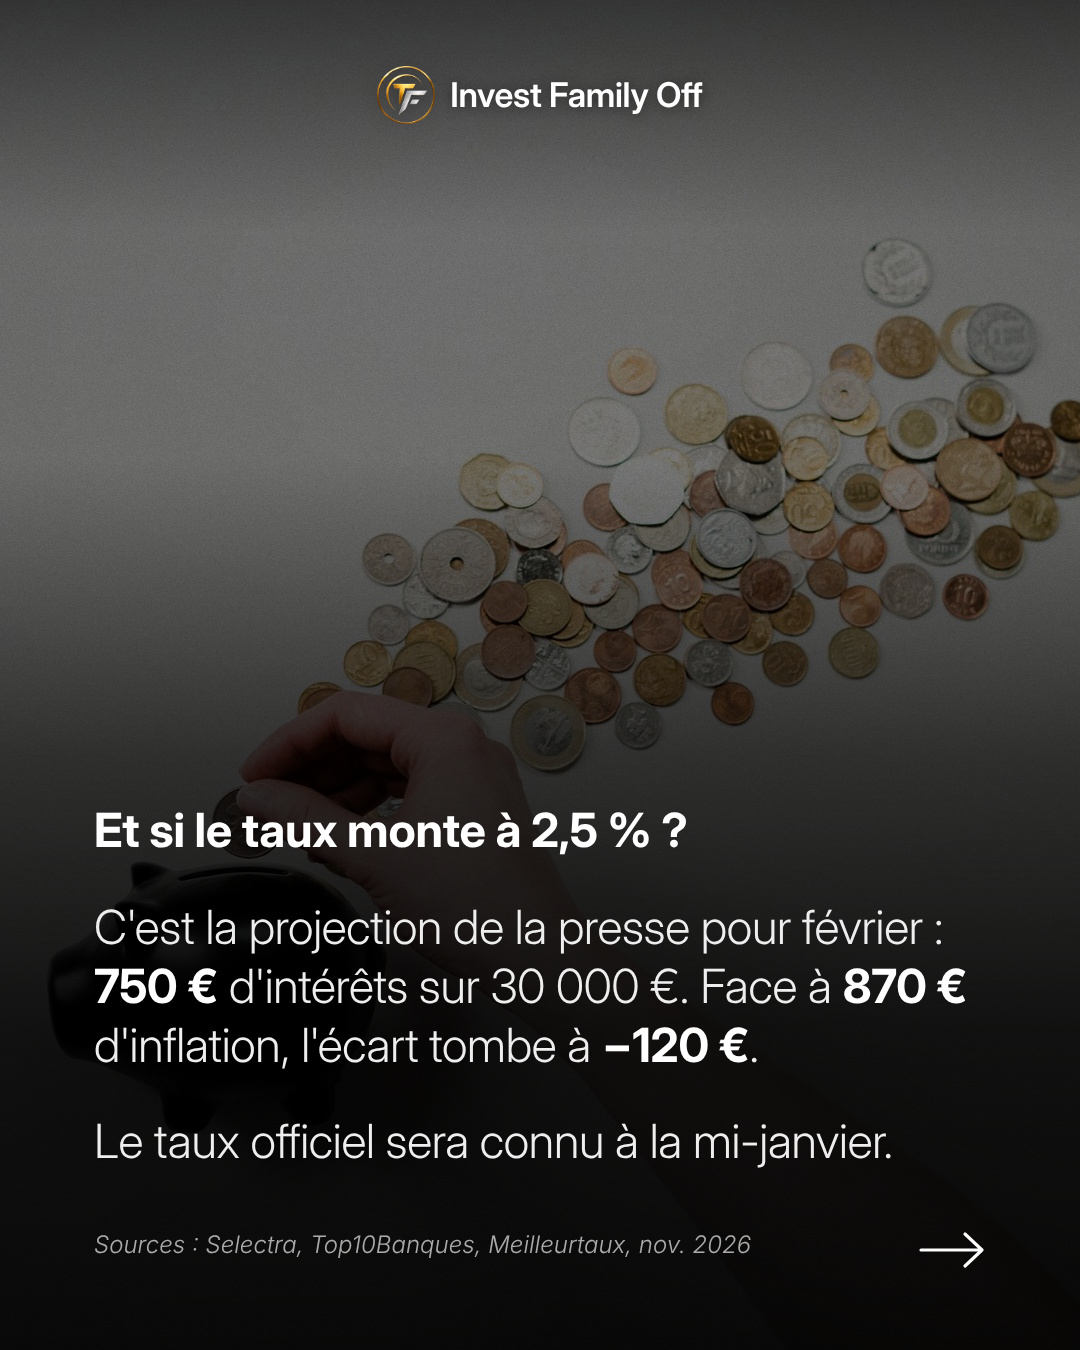 Invest Family Off
Et si le taux monte à 2,5 % ?
C'est la projection de la presse pour février :
750 € d'intérêts sur 30 000 €. Face à 870 €
d'inflation, l'écart tombe à –120 €.
Le taux officiel sera connu à la mi-janvier.
Sources : Selectra, Top10Banques, Meilleurtaux, nov. 2026